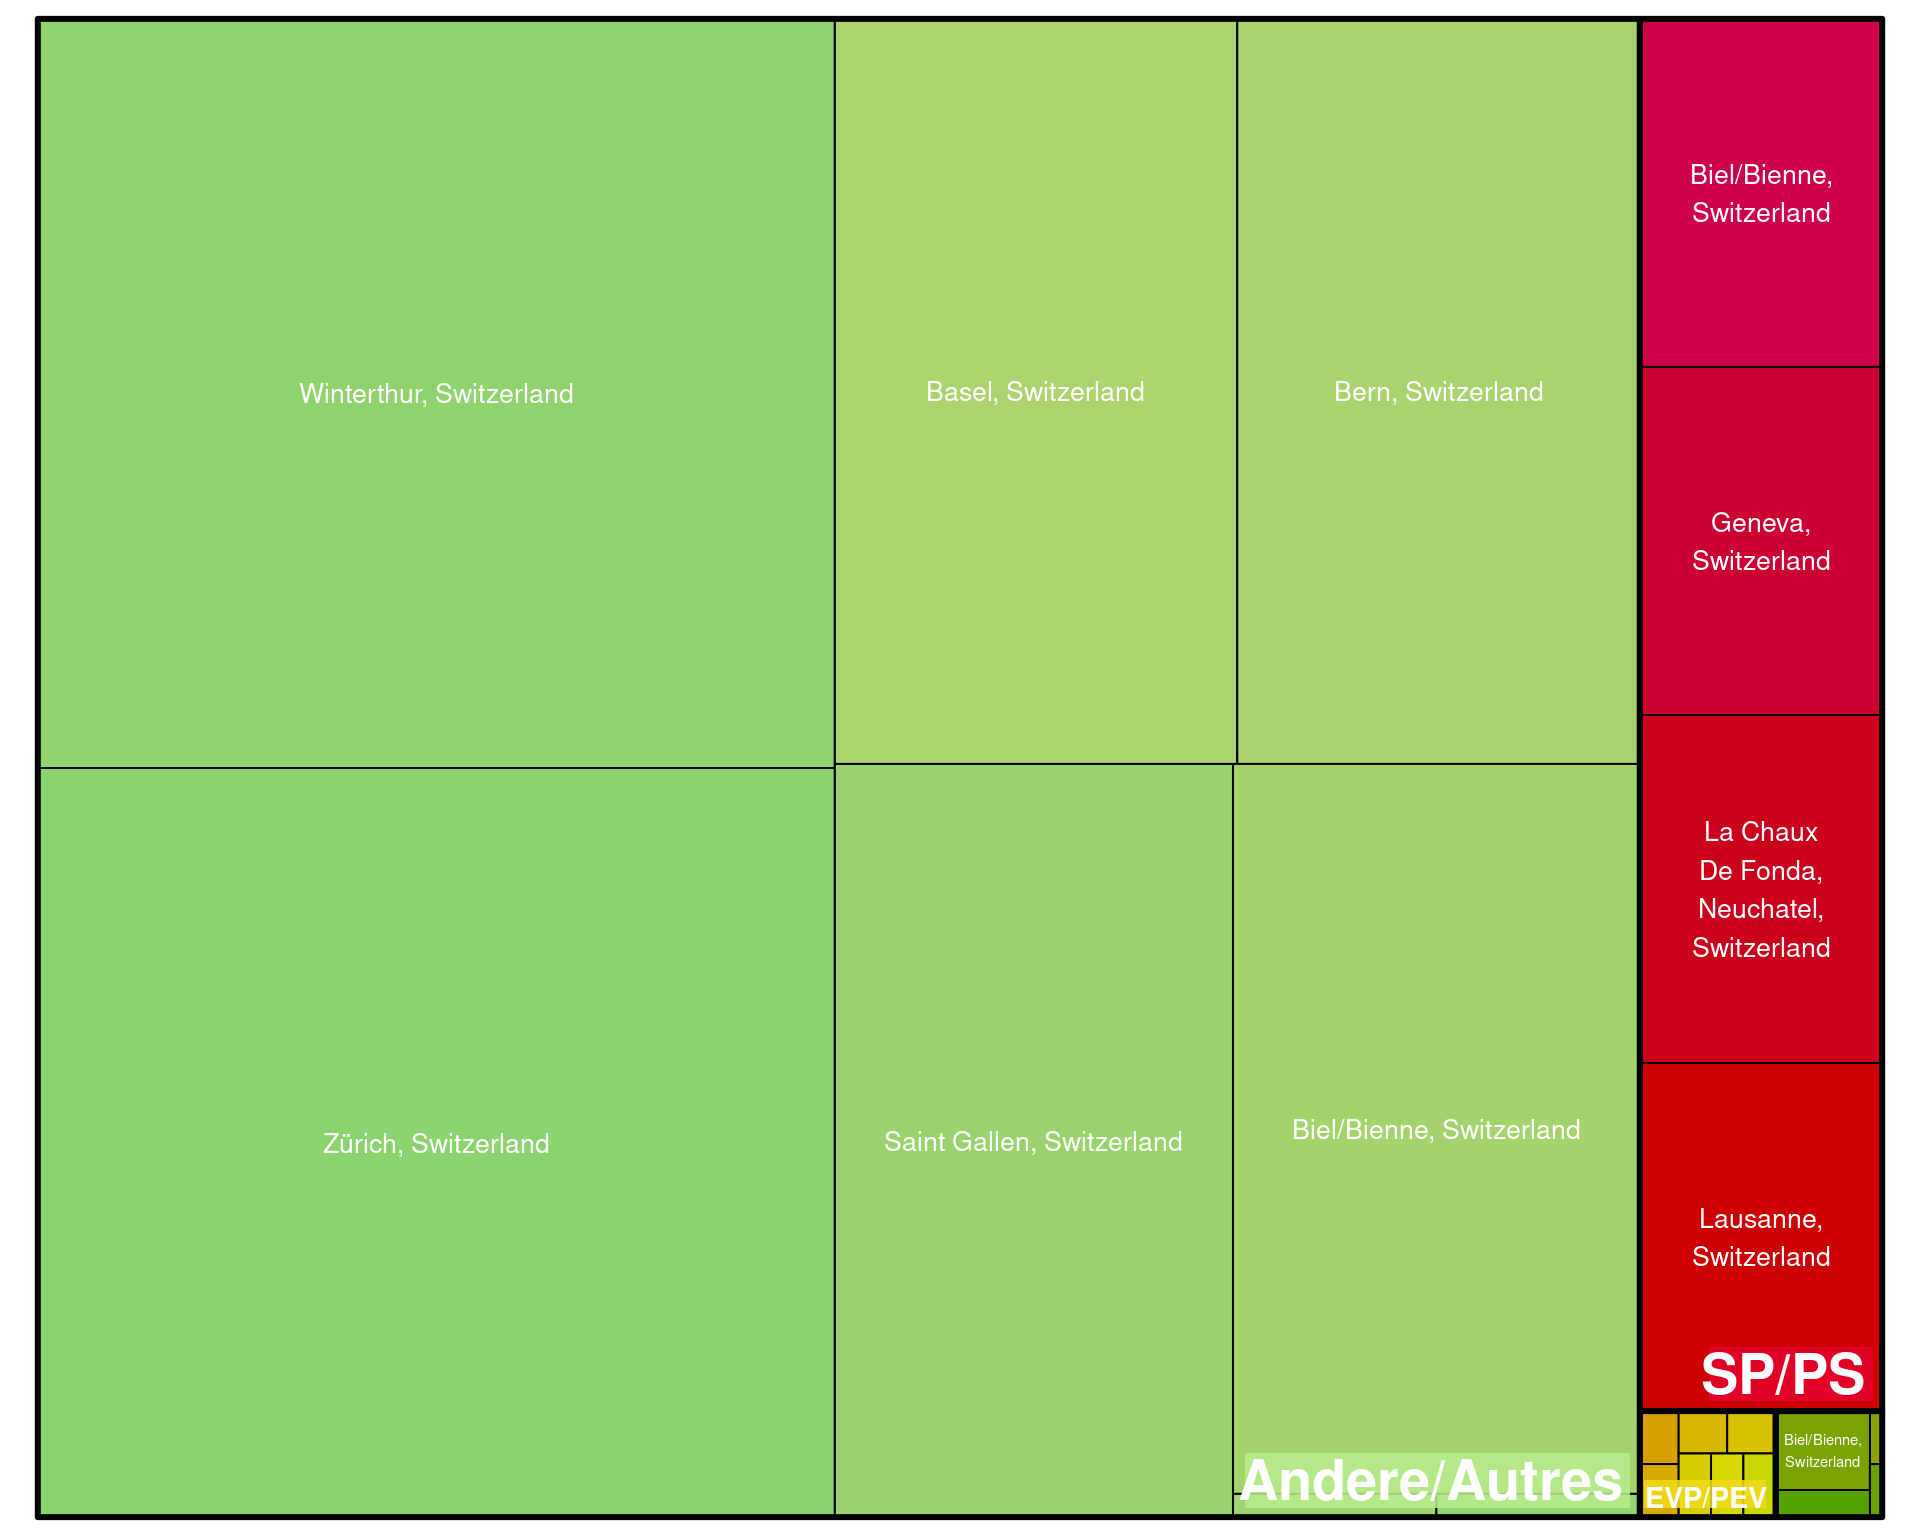 Winterthur, Switzerland
Basel, Switzerland
Bern, Switzerland
Biel/Bienne,
Switzerland
Geneva,
Switzerland
La Chaux
De Fonda,
Neuchatel,
Switzerland
Zürich, Switzerland
Saint Gallen, Switzerland
Biel/Bienne, Switzerland
Lausanne,
Switzerland
SP/PS
Andere/Autres
EVP/PEV
Biel/Bienne,
Switzerland